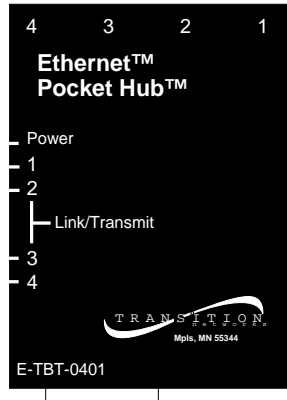 4 3 2 1
Ethernet™
Pocket Hub™
Power
1
2
Link/Transmit
3
4
TRANSITION
networks
Mpls, MN 55344
E-TBT-0401